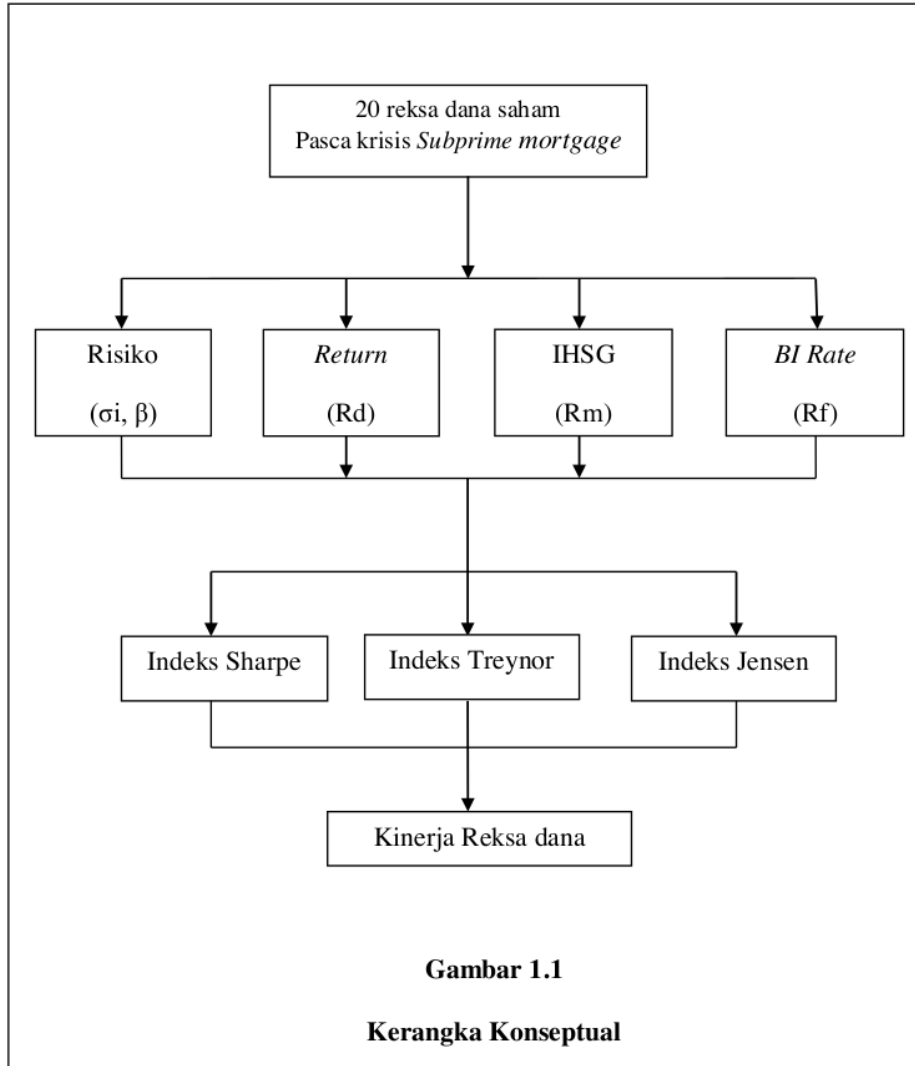 20 reksa dana saham
Pasca krisis Subprime mortgage
Risiko
(σi, β)
Return
(Rd)
IHSG
(Rm)
BI Rate
(Rf)
Indeks Sharpe
Indeks Treynor
Indeks Jensen
Kinerja Reksa dana
Gambar 1.1
Kerangka Konseptual